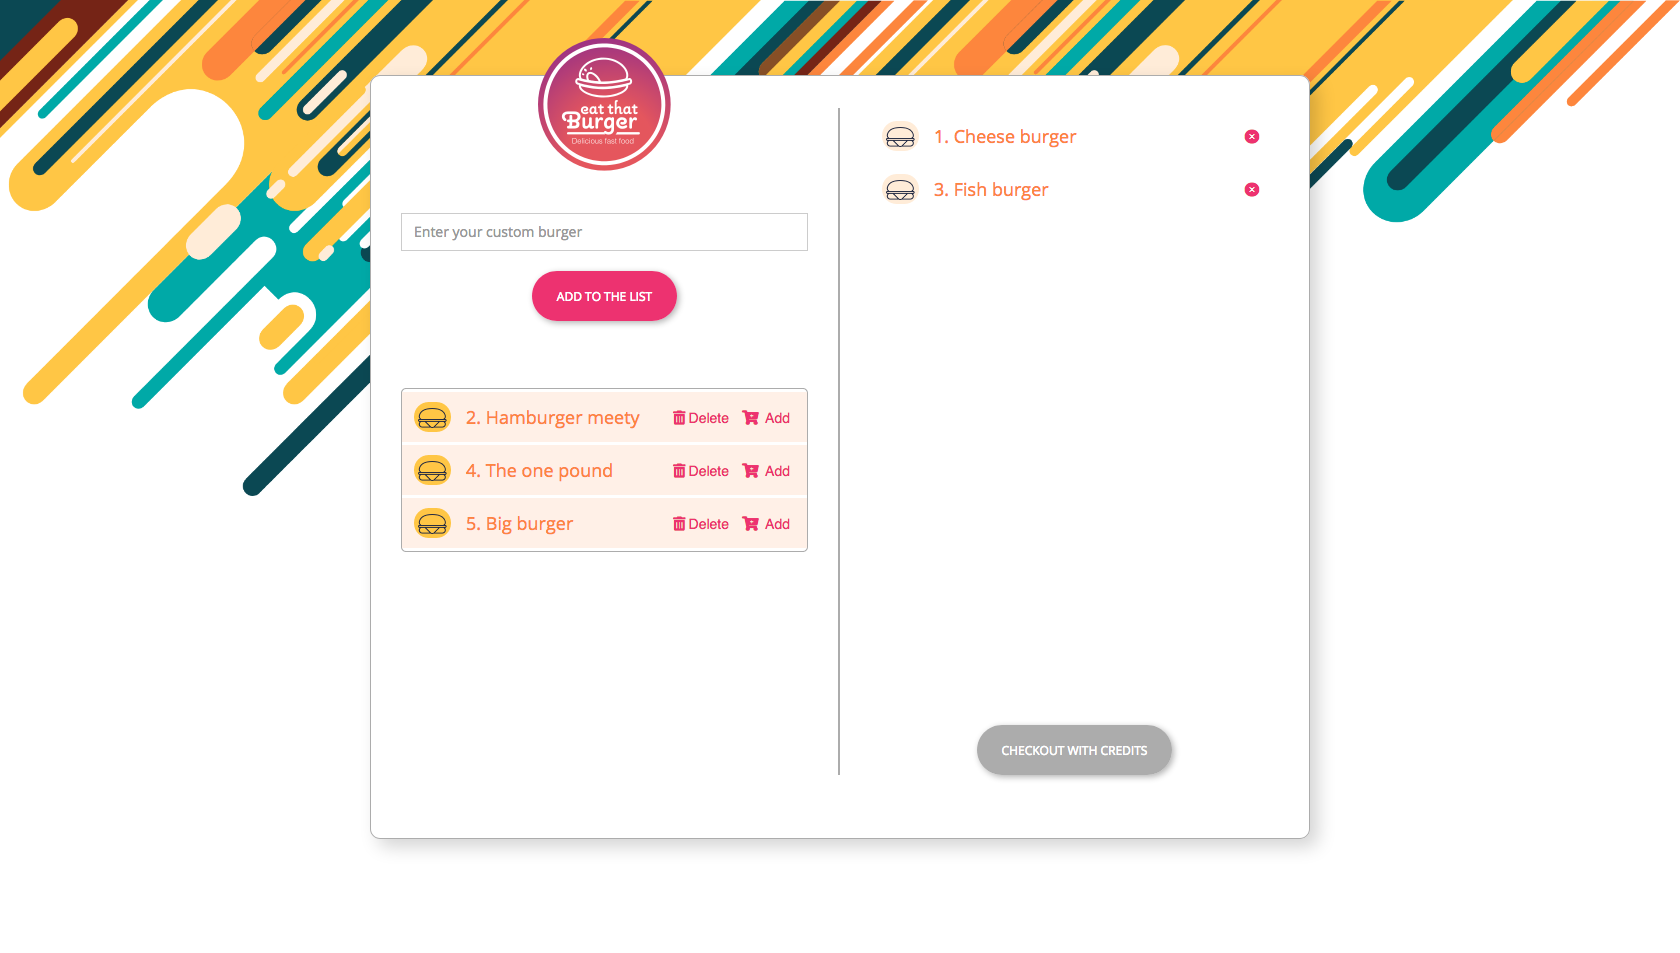 eat that
Burger
Delicious fast food
Enter your custom burger
ADD TO THE LIST
2. Hamburger meety Delete Add
4. The one pound Delete Add
5. Big burger Delete Add
1. Cheese burger
3. Fish burger
CHECKOUT WITH CREDITS